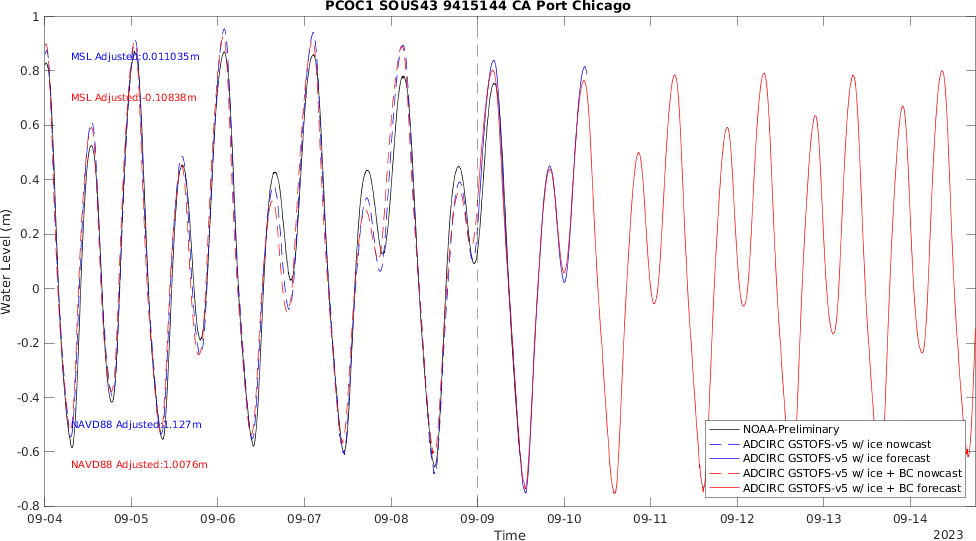 PCOC1 SOUS43 9415144 CA Port Chicago
1
0.8
0.6
0.4
0.2
0
-0.2
-0.4
-0.6
-0.8
Water Level (m)
MSL Adjusted:0.011035m
MSL Adjusted:-0.10838m
NAVD88 Adjusted:1.127m
NAVD88 Adjusted:1.0076m
NOAA-Preliminary
ADCIRC GSTOFS-v5 w/ ice nowcast
ADCIRC GSTOFS-v5 w/ ice forecast
ADCIRC GSTOFS-v5 w/ ice + BC nowcast
ADCIRC GSTOFS-v5 w/ ice + BC forecast
09-04 09-05 09-06 09-07 09-08 09-09 09-10 09-11 09-12 09-13 09-14
Time
2023